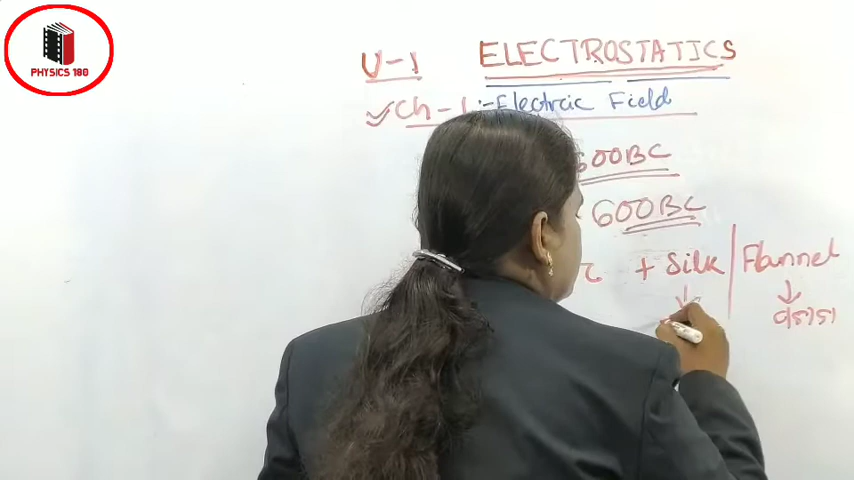 PHYSICS 180
U-1 ELECTROSTATICS
Ch-1:-Electric Field
600BC
600BC
+ Silk | Flannel